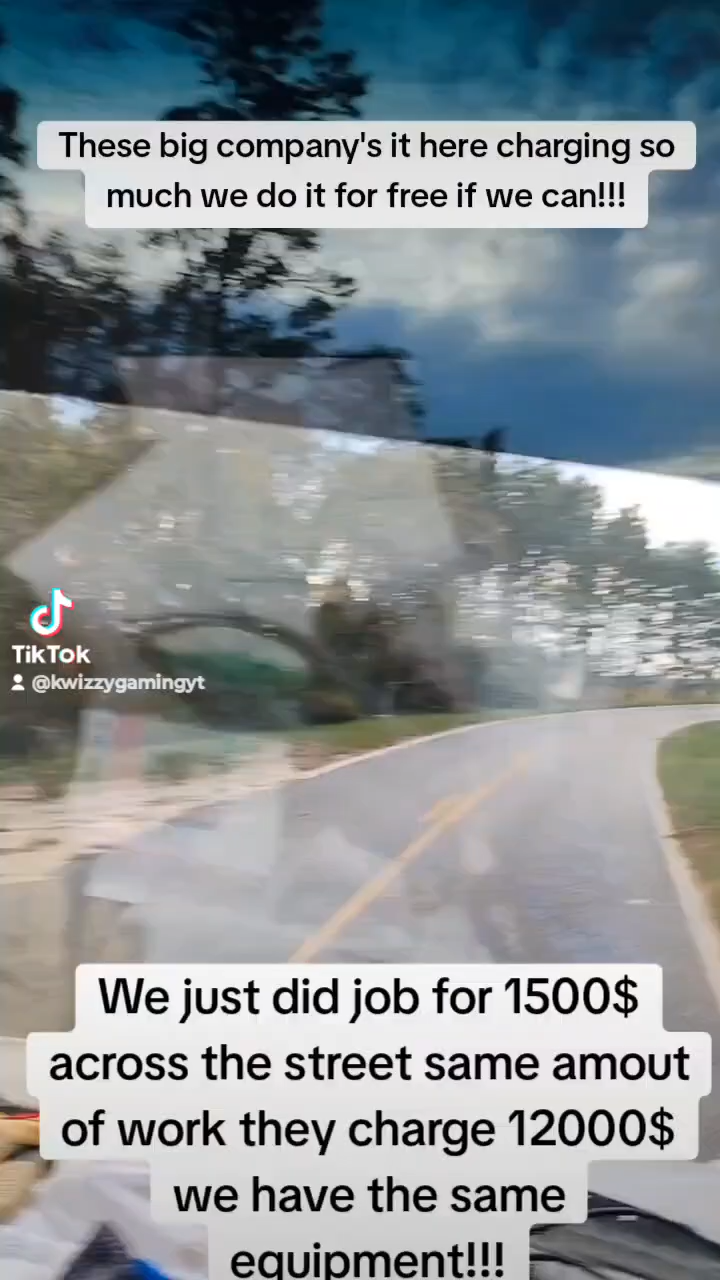 These big company's it here charging so
much we do it for free if we can!!!
TikTok
@kwizzygamingyt
We just did job for 1500$
across the street same amout
of work they charge 12000$
we have the same
equipment!!!